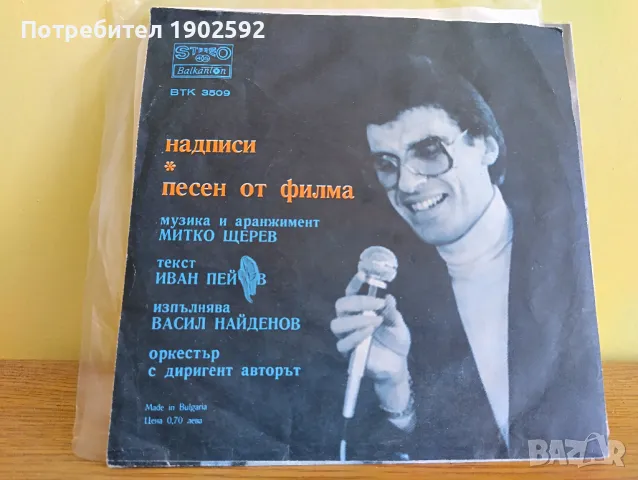 Потребител 1902592
STEREO
Balkanton
ВТК 3509
надписи
*
песен от филма
музика и аранжимент
МИТКО ЩЕРЕВ
текст
ИВАН ПЕЙ В
изпълнява
ВАСИЛ НАЙДЕНОВ
оркестър
с диригент авторът
Made in Bulgaria
Цена 0,70 лева
BAZAR